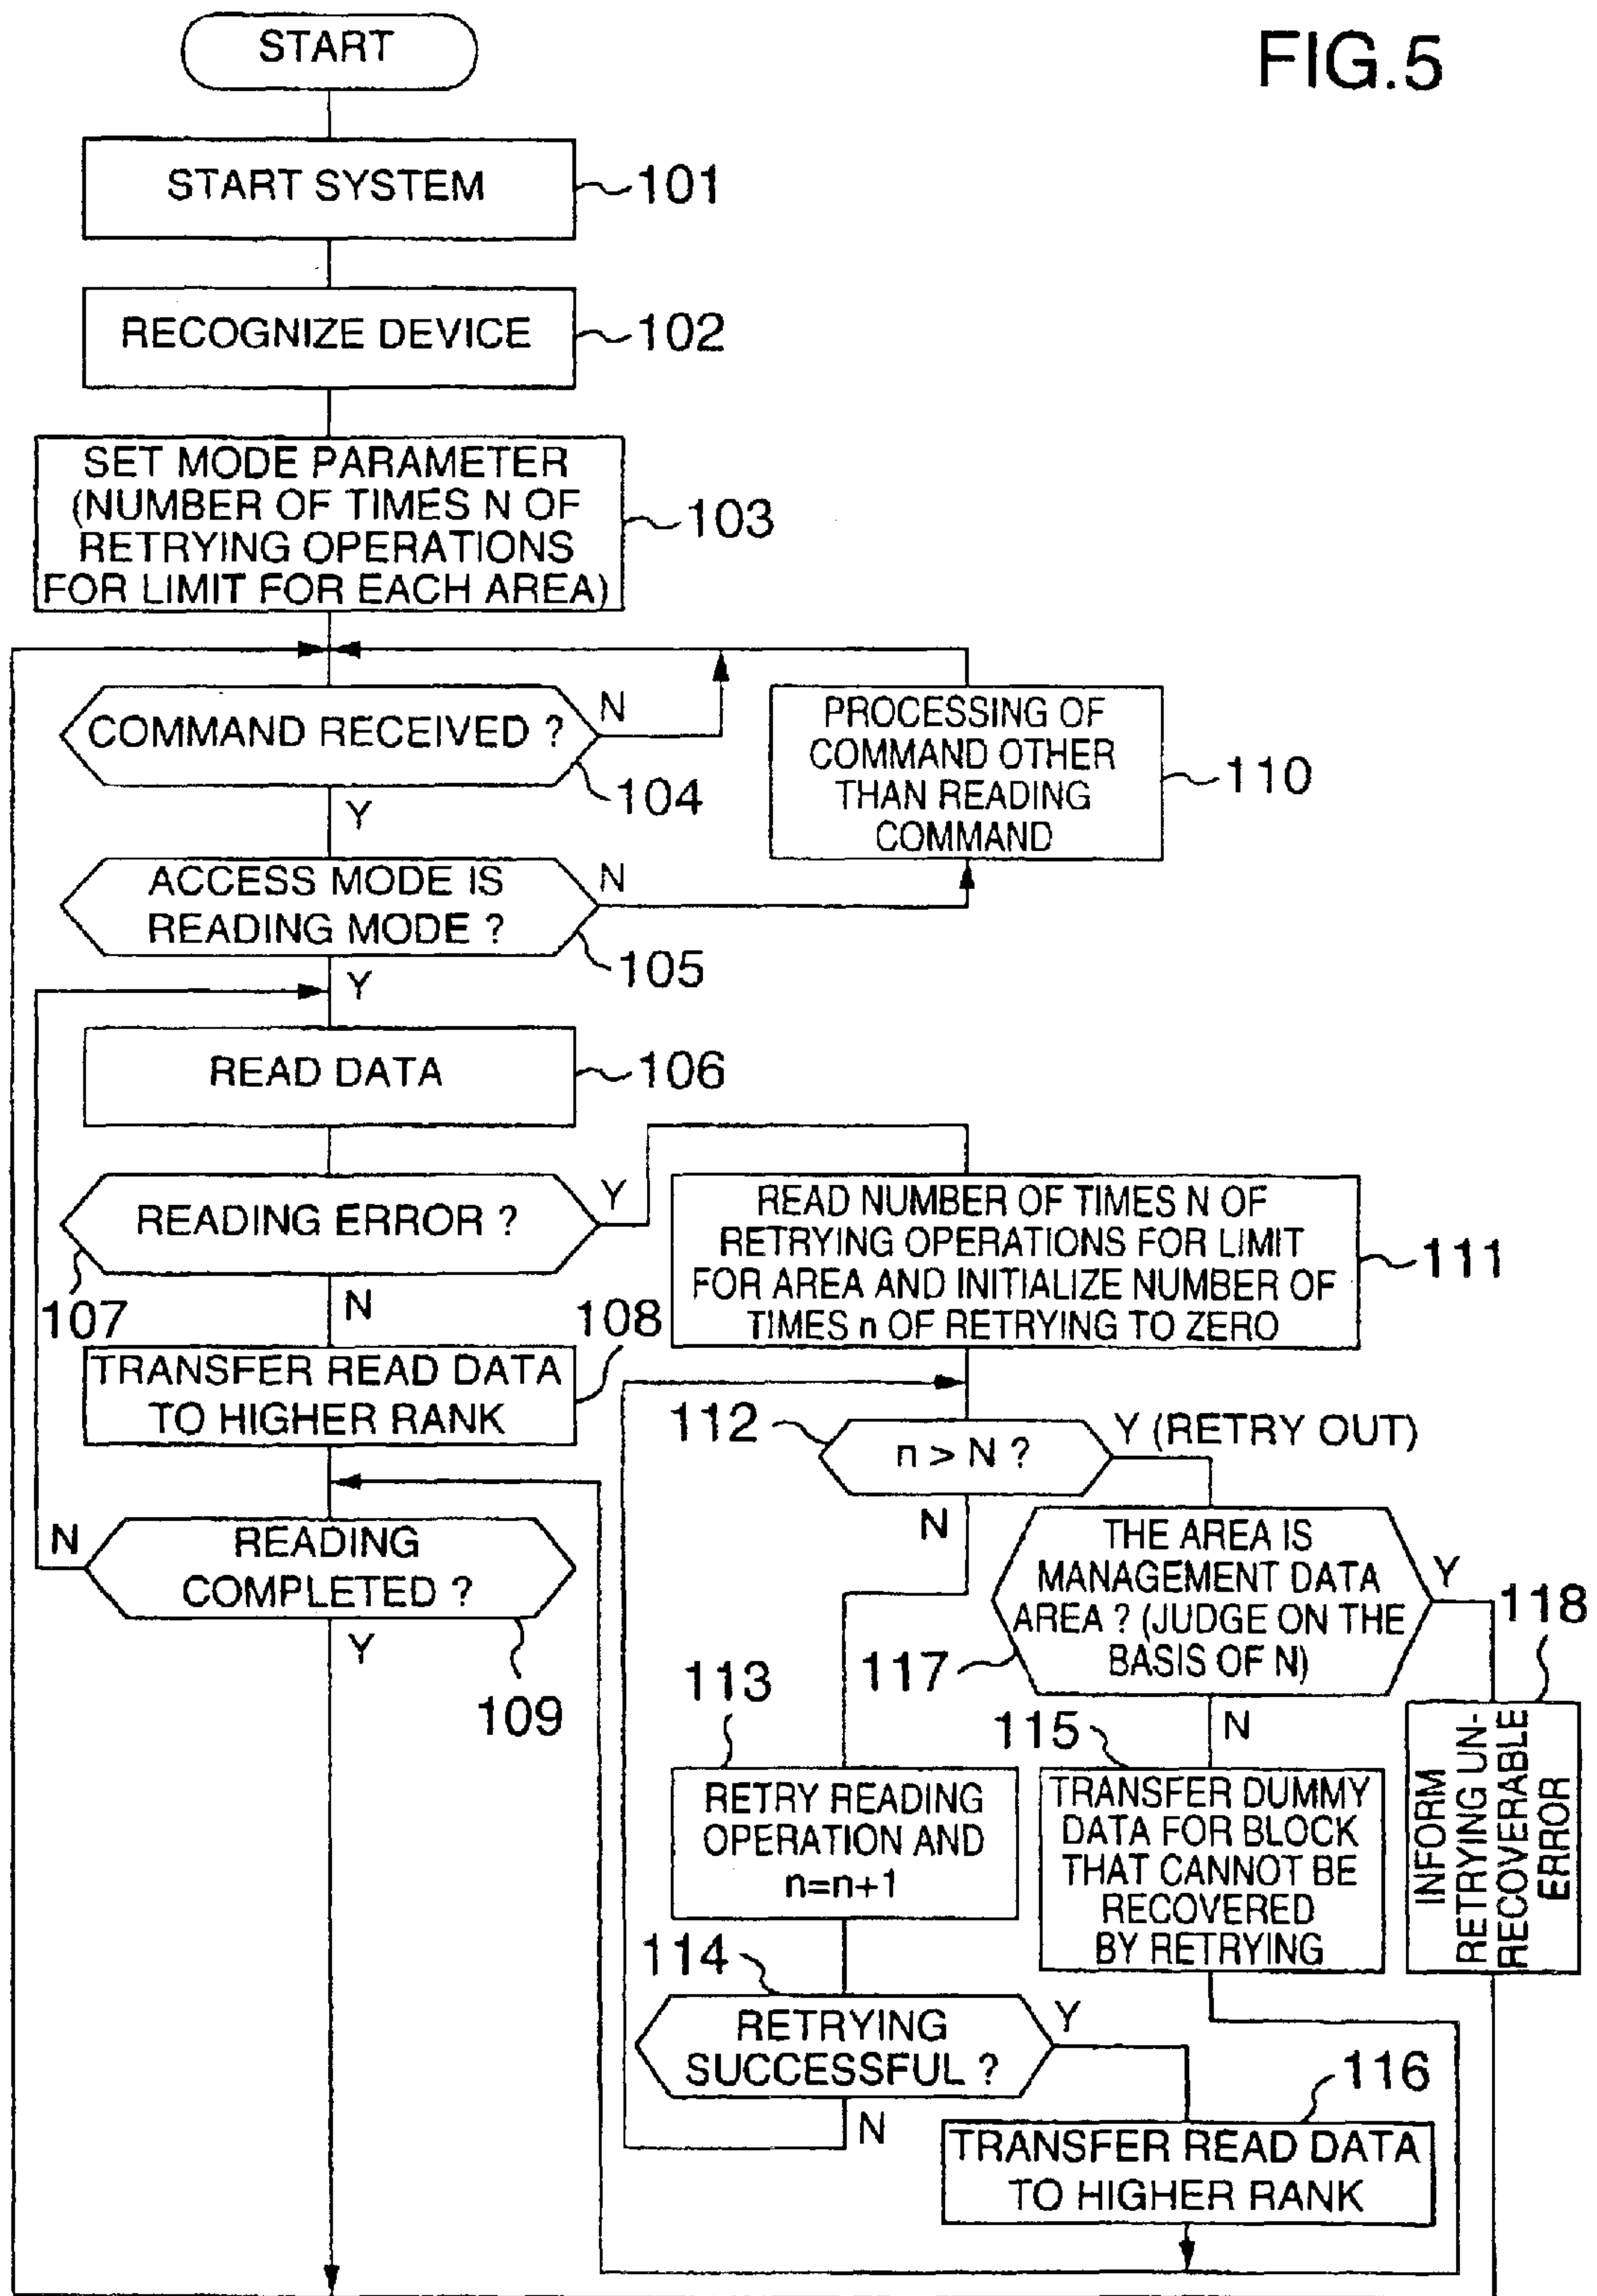 FIG.5
START
START SYSTEM
101
RECOGNIZE DEVICE
102
SET MODE PARAMETER
(NUMBER OF TIMES N OF
RETRYING OPERATIONS
FOR LIMIT FOR EACH AREA)
103
COMMAND RECEIVED ?
N
104
Y
PROCESSING OF
COMMAND OTHER
THAN READING
COMMAND
110
ACCESS MODE IS
READING MODE ?
N
105
Y
READ DATA
106
READING ERROR ?
Y
107
N
READ NUMBER OF TIMES N OF
RETRYING OPERATIONS FOR LIMIT
FOR AREA AND INITIALIZE NUMBER OF
TIMES n OF RETRYING TO ZERO
111
108
TRANSFER READ DATA
TO HIGHER RANK
112
n > N ?
Y (RETRY OUT)
N
N
READING
COMPLETED ?
Y
109
THE AREA IS
MANAGEMENT DATA
AREA ? (JUDGE ON THE
BASIS OF N)
Y
117
118
N
113
RETRY READING
OPERATION AND
n=n+1
115
TRANSFER DUMMY
DATA FOR BLOCK
THAT CANNOT BE
RECOVERED
BY RETRYING
INFORM
RETRYING UN-
RECOVERABLE
ERROR
114
RETRYING
SUCCESSFUL ?
Y
N
116
TRANSFER READ DATA
TO HIGHER RANK